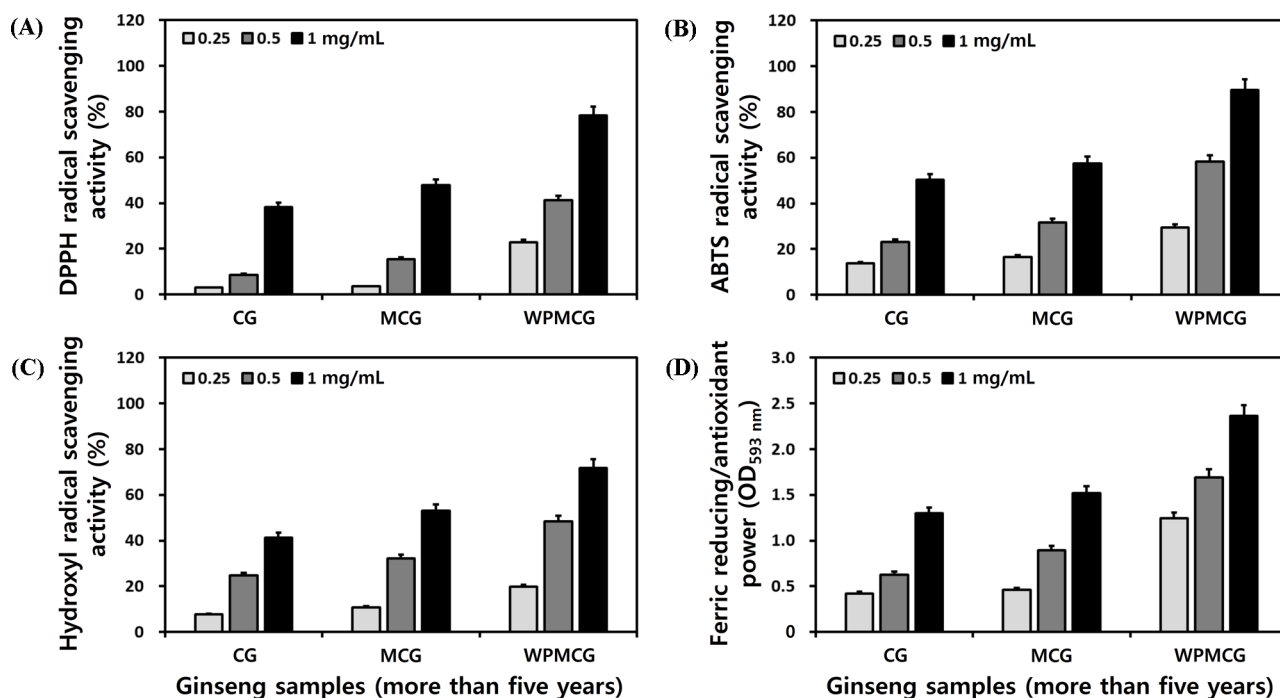 (A)
DPPH radical scavenging
activity (%)
120
100
80
60
40
20
0
0.25 0.5 1 mg/mL
CG MCG WPMCG
(B)
ABTS radical scavenging
activity (%)
120
100
80
60
40
20
0
0.25 0.5 1 mg/mL
CG MCG WPMCG
(C)
Hydroxyl radical scavenging
activity (%)
120
100
80
60
40
20
0
0.25 0.5 1 mg/mL
CG MCG WPMCG
Ginseng samples (more than five years)
(D)
Ferric reducing/antioxidant
power (OD593 nm)
3.0
2.5
2.0
1.5
1.0
0.5
0
0.25 0.5 1 mg/mL
CG MCG WPMCG
Ginseng samples (more than five years)